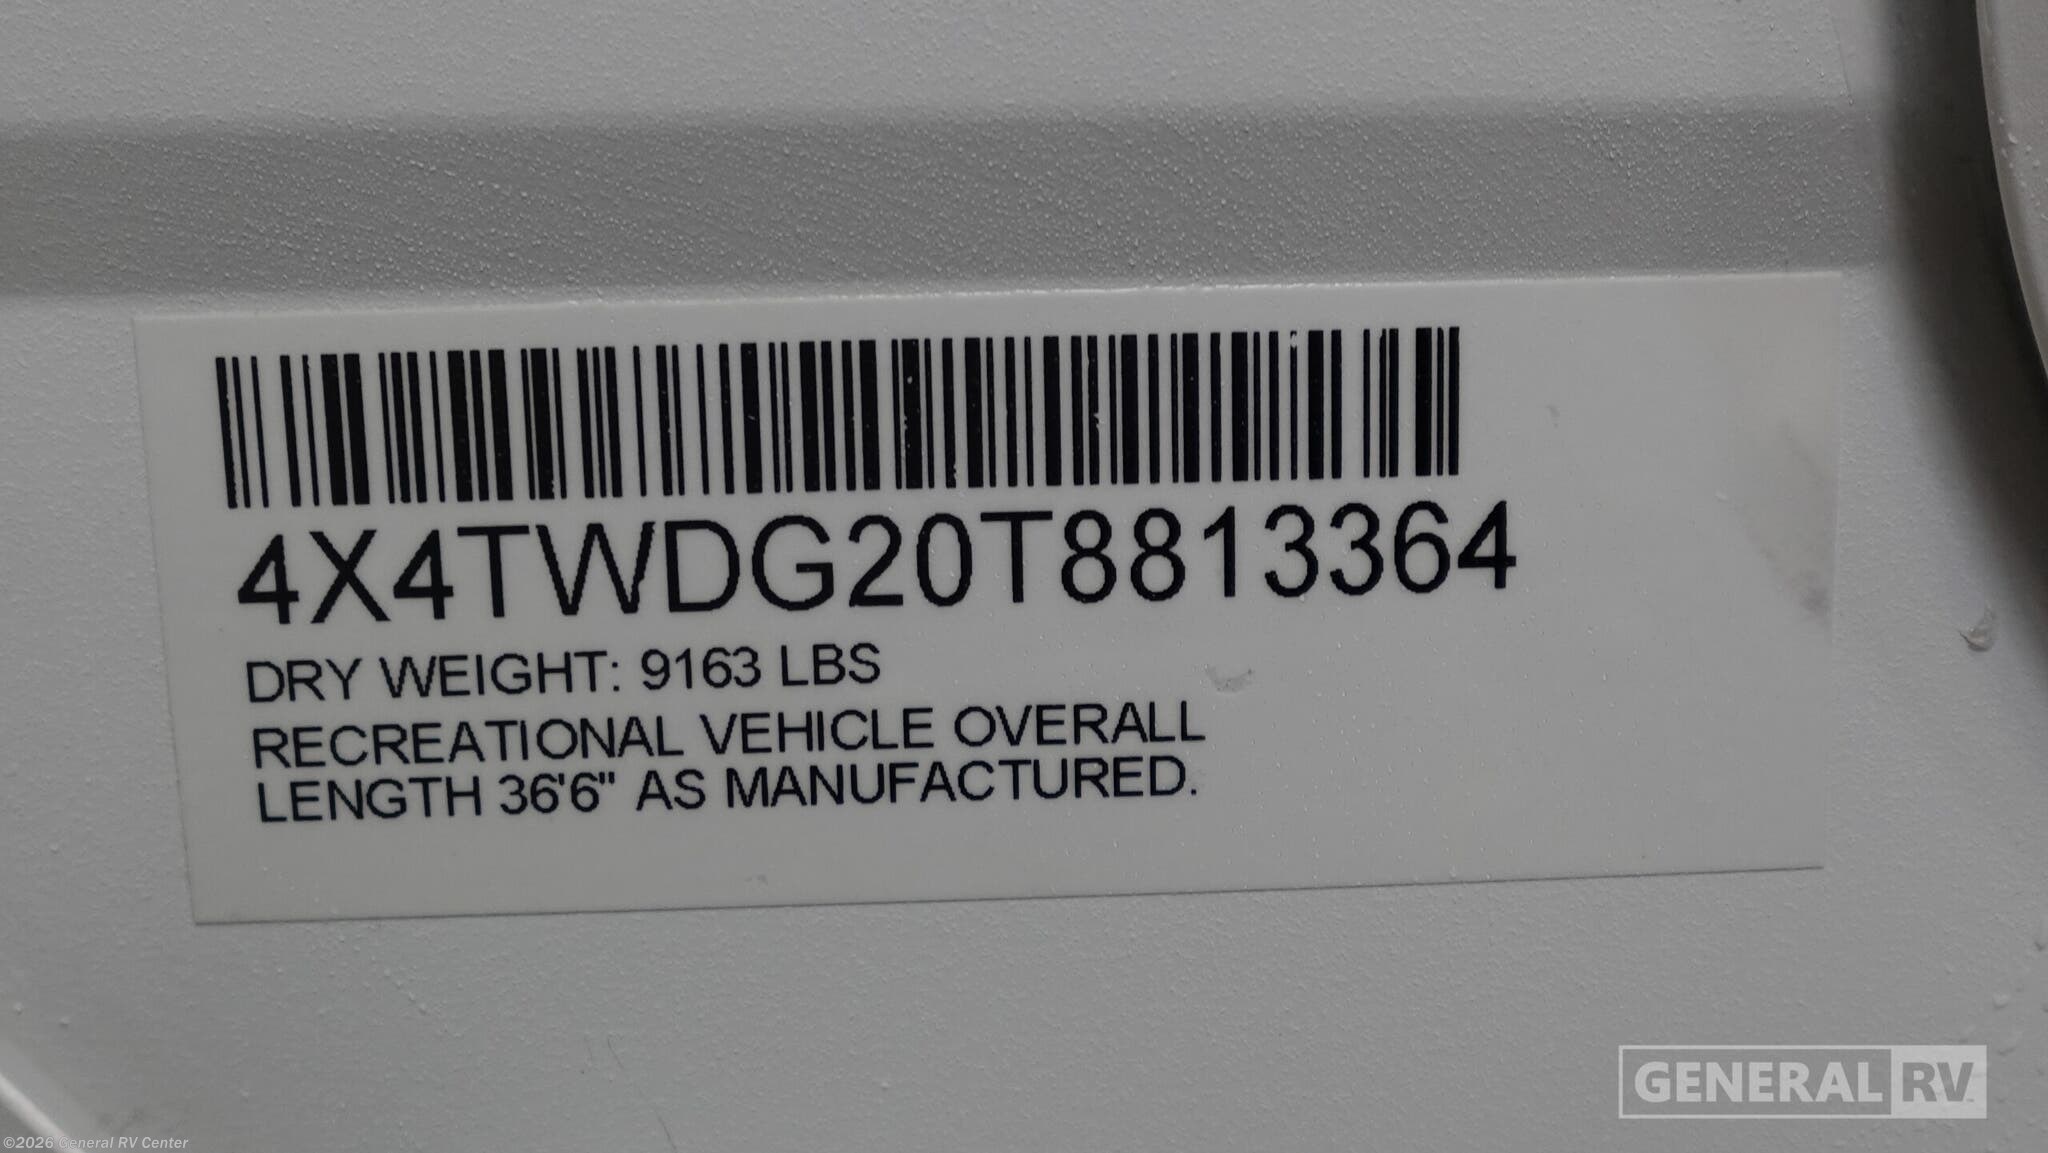 4X4TWDG20T8813364
DRY WEIGHT: 9163 LBS
RECREATIONAL VEHICLE OVERALL
LENGTH 36'6" AS MANUFACTURED.
GENERAL RV
©2026 General RV Center